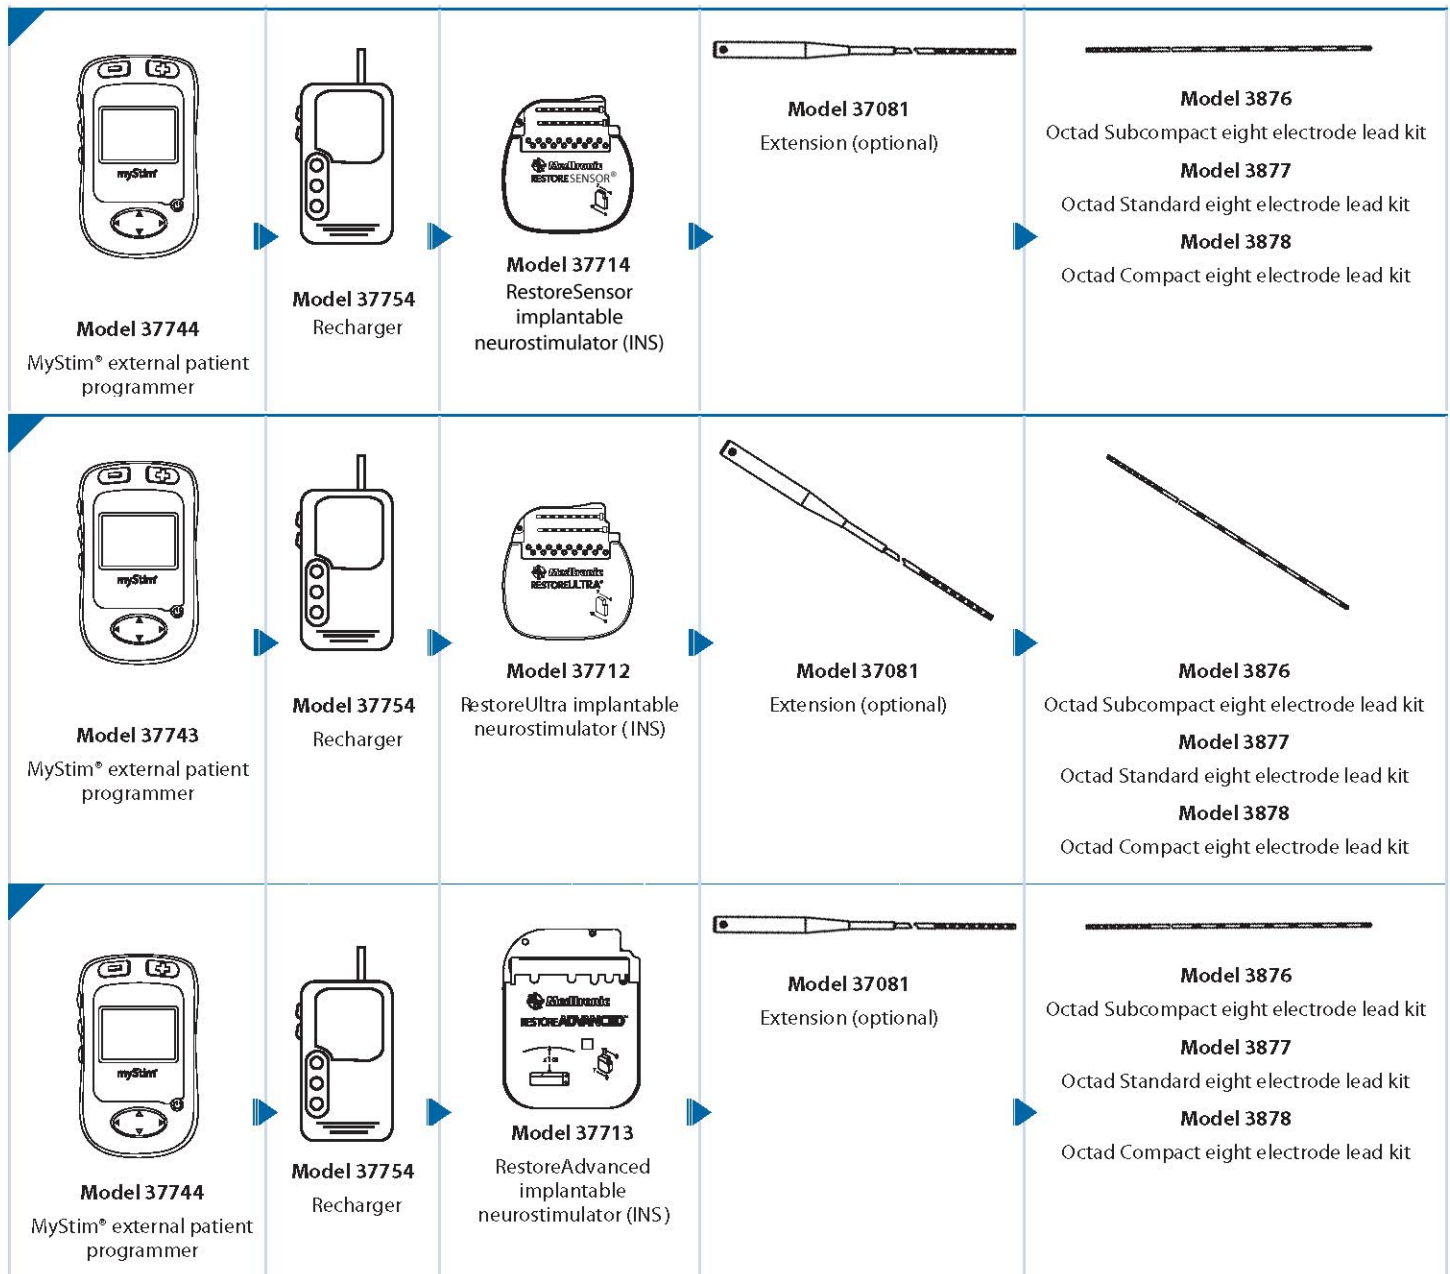 myStim®
Model 37744
MyStim® external patient
programmer
Model 37754
Recharger
Medtronic
RESTORESENSOR®
Model 37714
RestoreSensor
implantable
neurostimulator (INS)
Model 37081
Extension (optional)
Model 3876
Octad Subcompact eight electrode lead kit
Model 3877
Octad Standard eight electrode lead kit
Model 3878
Octad Compact eight electrode lead kit
myStim®
Model 37743
MyStim® external patient
programmer
Model 37754
Recharger
Medtronic
RESTOREULTRA®
Model 37712
RestoreUltra implantable
neurostimulator (INS)
Model 37081
Extension (optional)
Model 3876
Octad Subcompact eight electrode lead kit
Model 3877
Octad Standard eight electrode lead kit
Model 3878
Octad Compact eight electrode lead kit
myStim®
Model 37744
MyStim® external patient
programmer
Model 37754
Recharger
Medtronic
RESTOREADVANCED™
Model 37713
RestoreAdvanced
implantable
neurostimulator (INS)
Model 37081
Extension (optional)
Model 3876
Octad Subcompact eight electrode lead kit
Model 3877
Octad Standard eight electrode lead kit
Model 3878
Octad Compact eight electrode lead kit